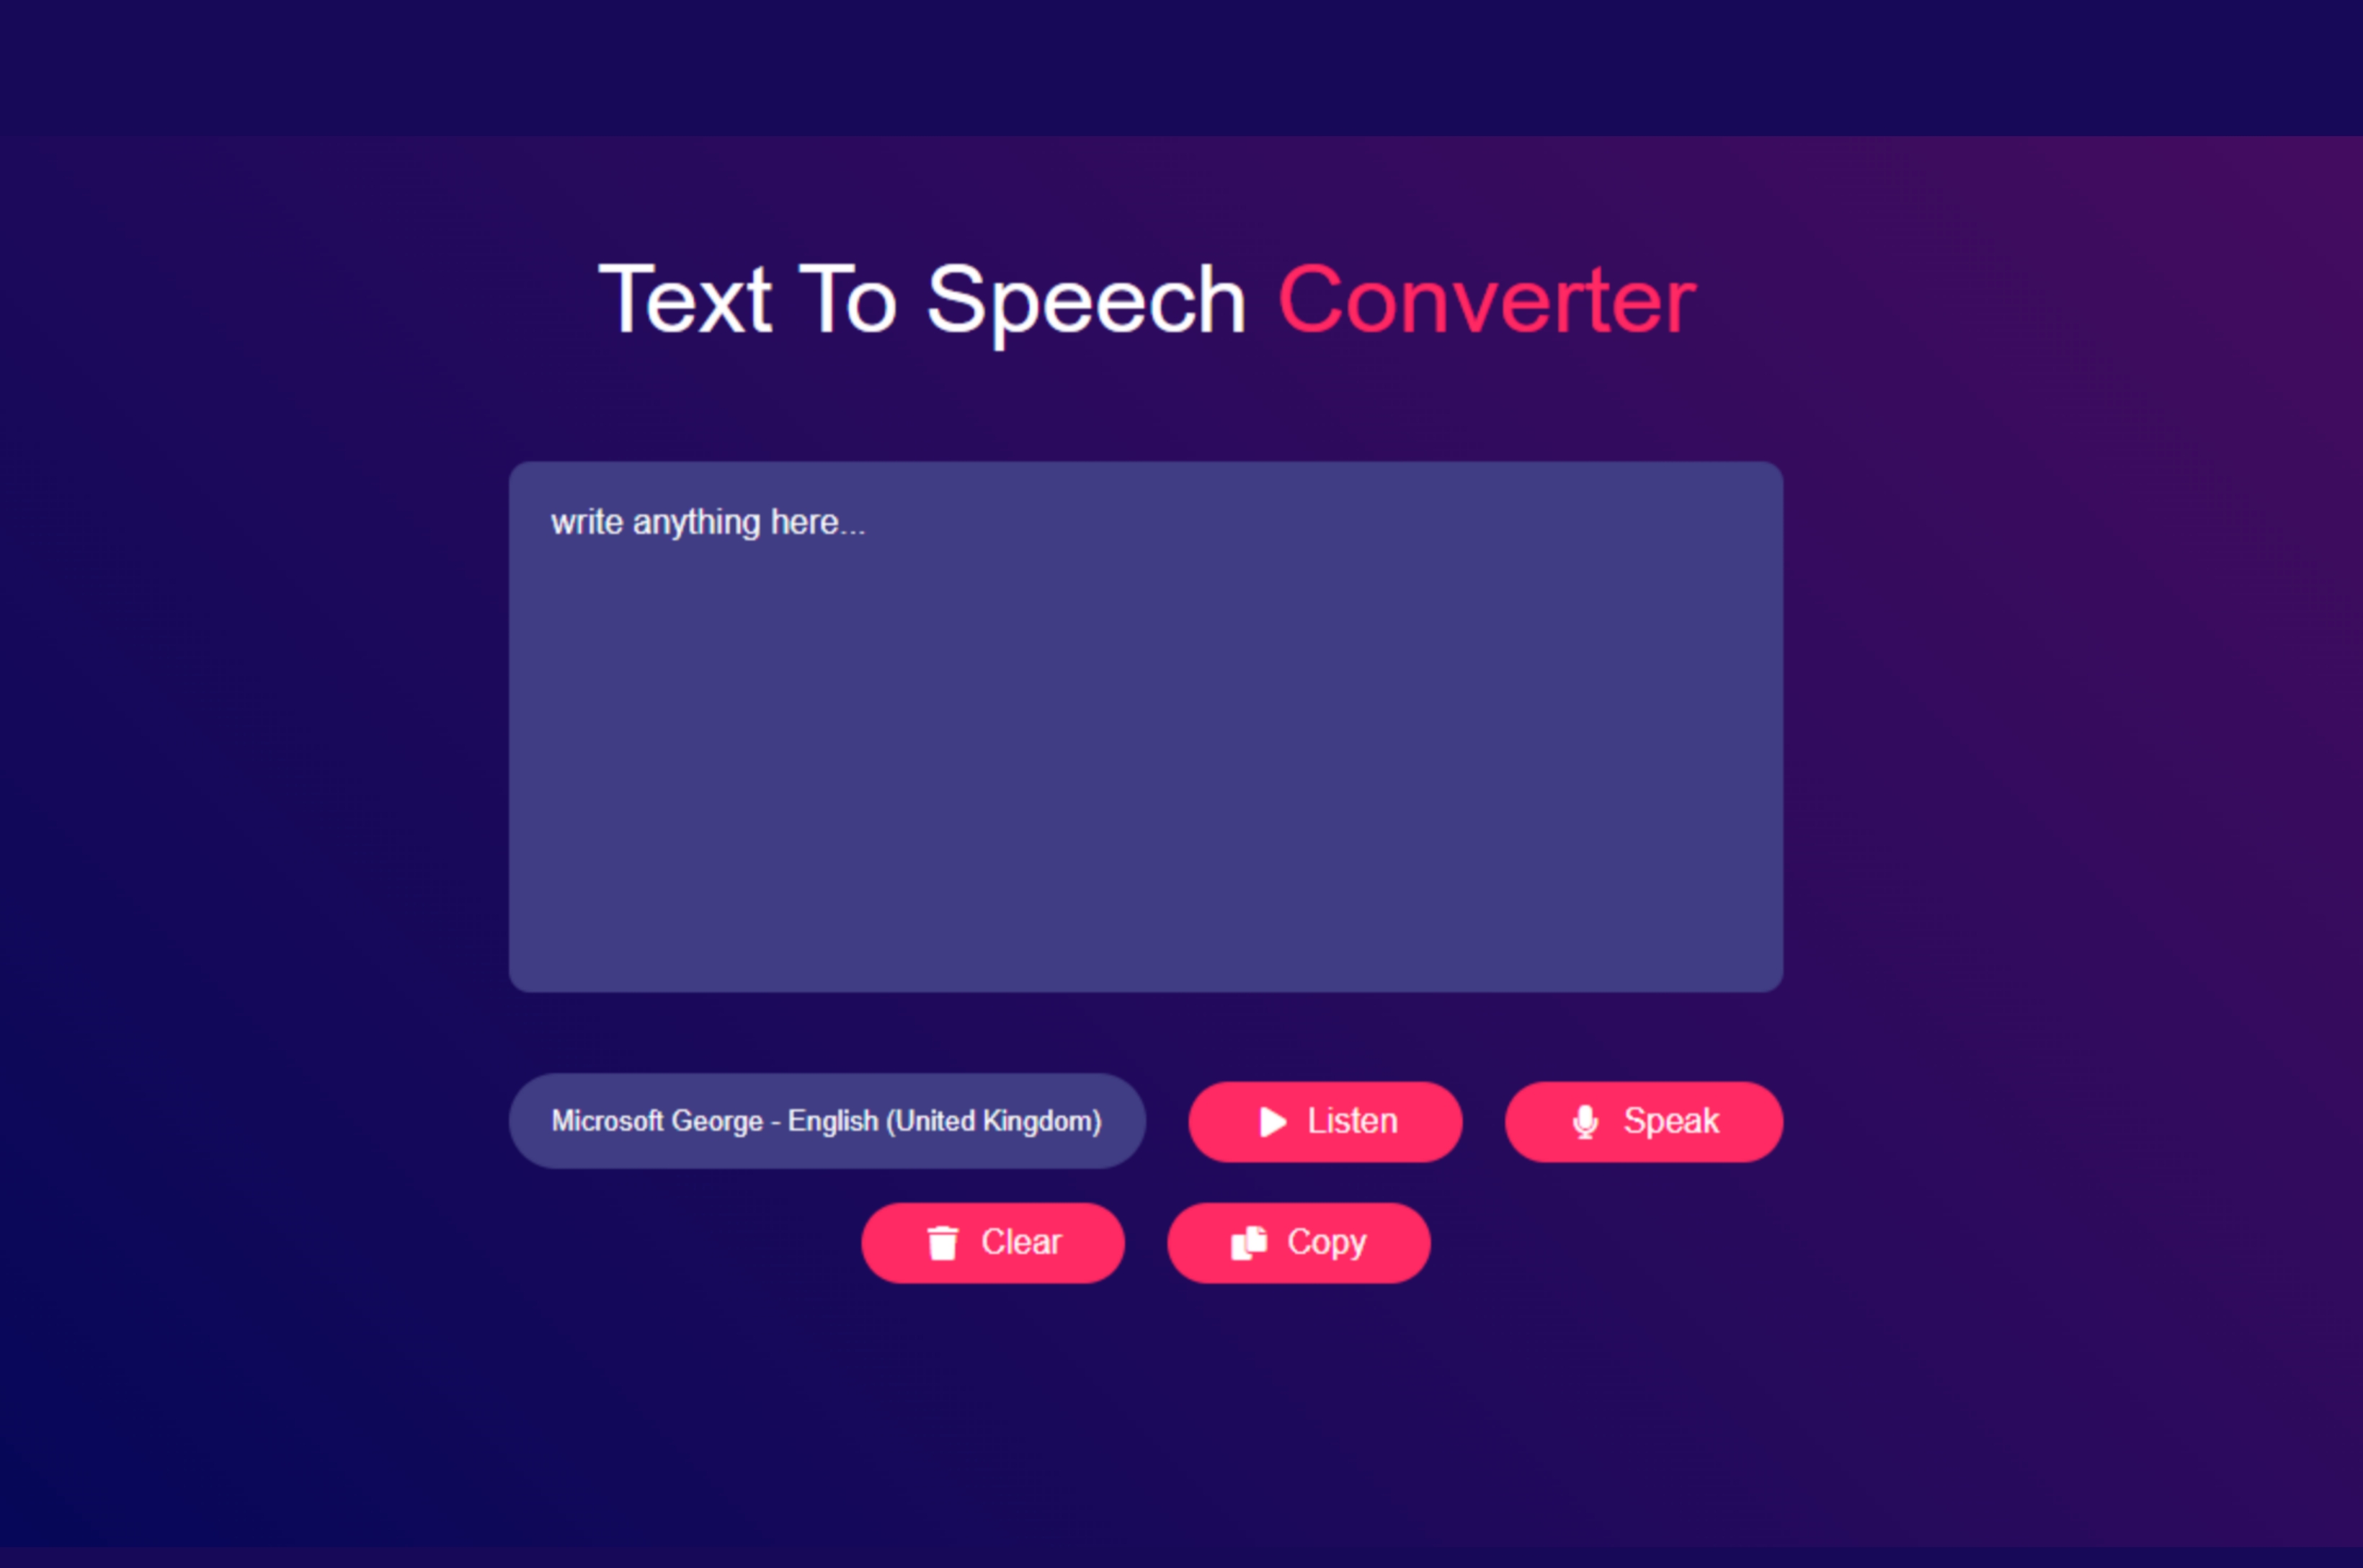 Text To Speech Converter
write anything here...
Microsoft George - English (United Kingdom)
Listen
Speak
Clear
Copy